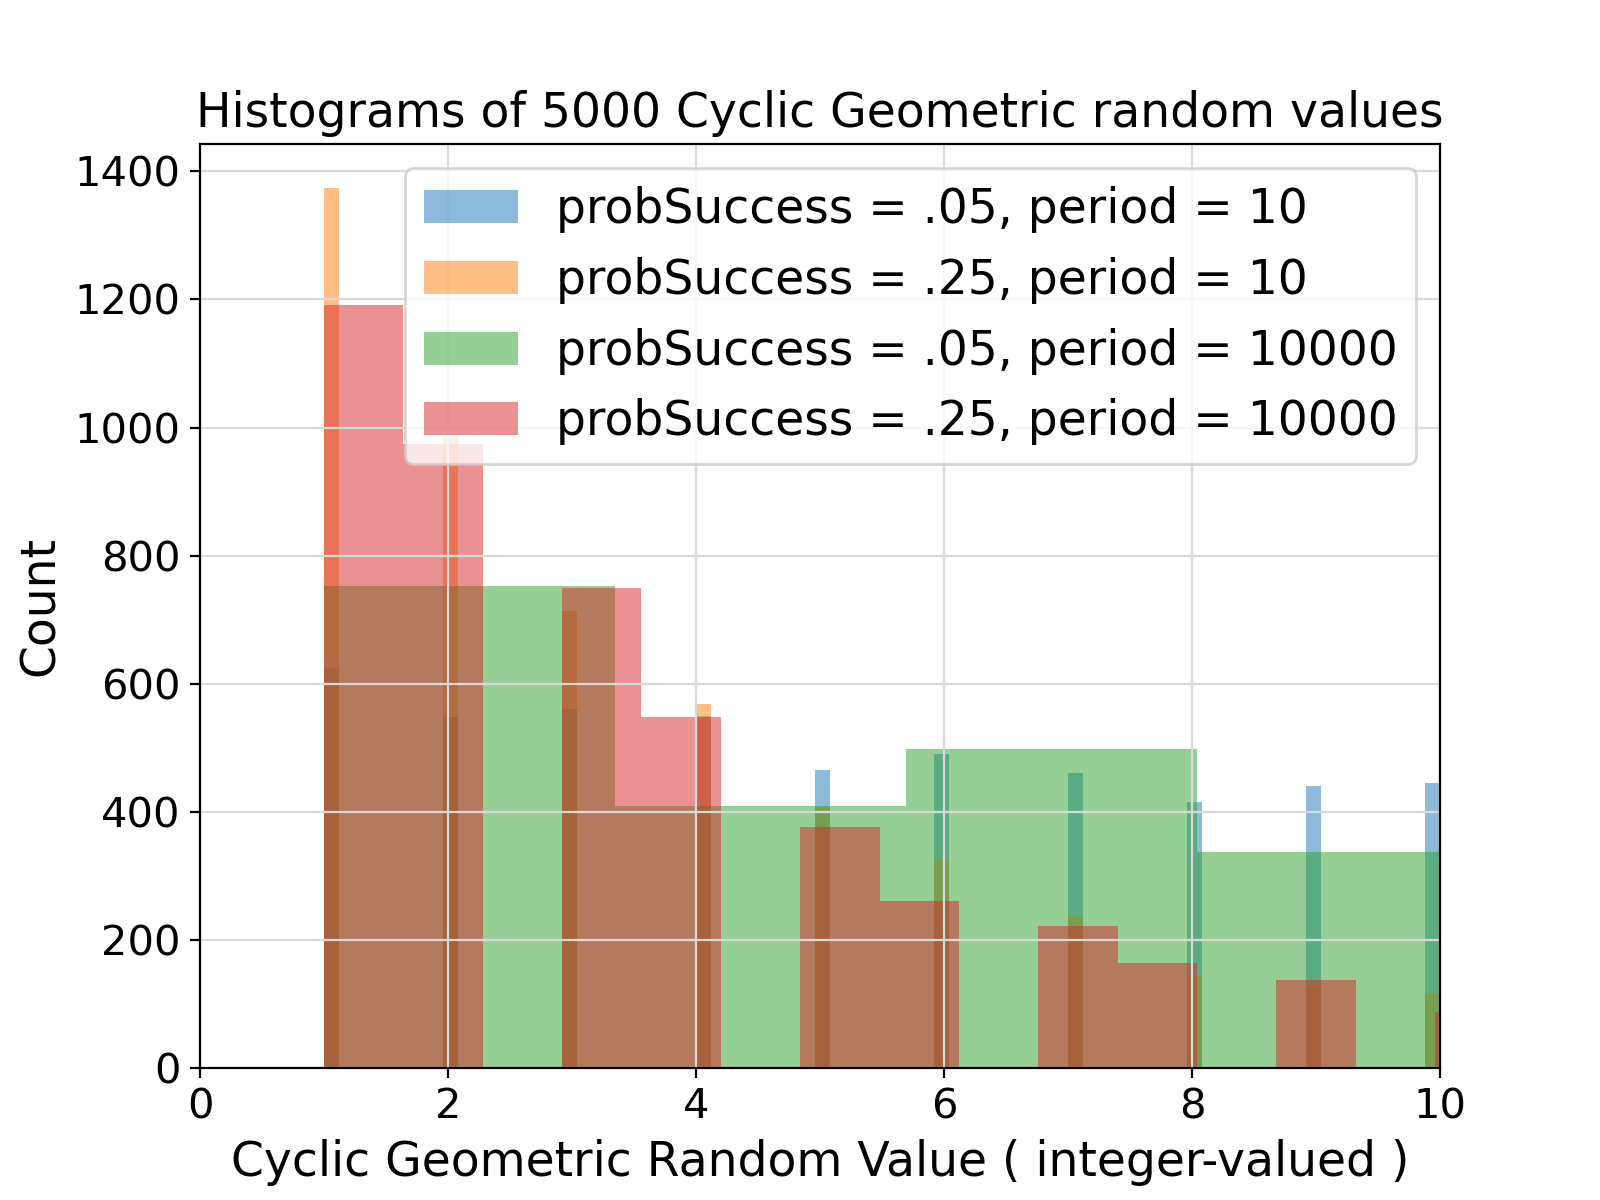 Histograms of 5000 Cyclic Geometric random values
probSuccess = .05, period = 10
probSuccess = .25, period = 10
probSuccess = .05, period = 10000
probSuccess = .25, period = 10000
1400
1200
1000
800
600
400
200
0
Count
0 2 4 6 8 10
Cyclic Geometric Random Value ( integer-valued )